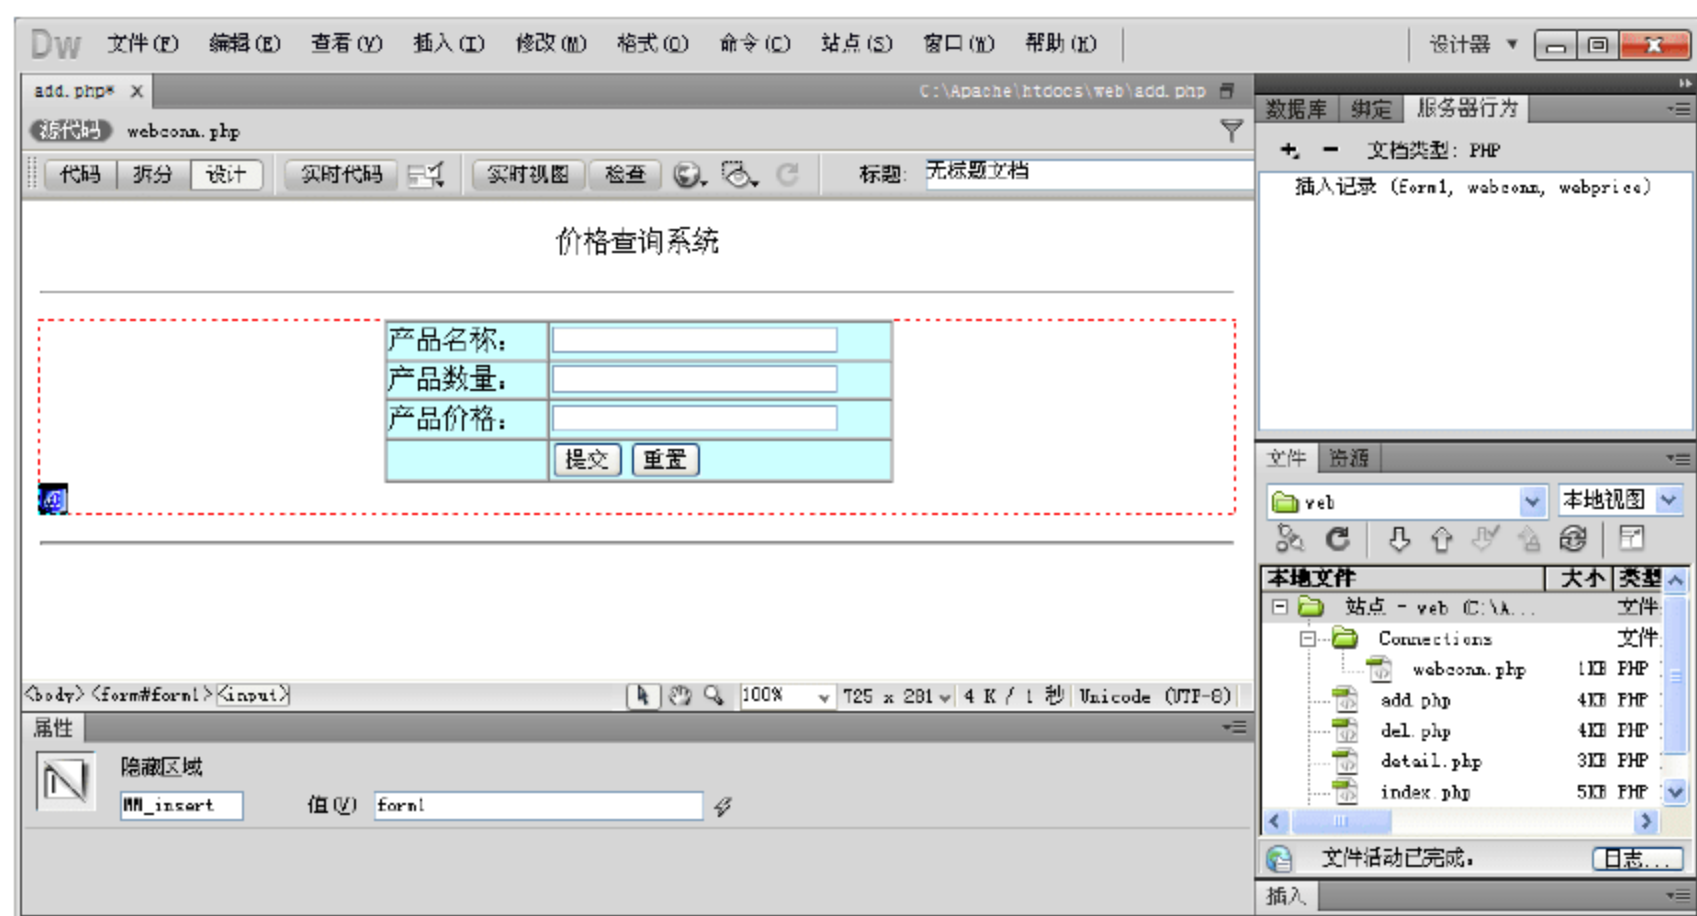 Dw 文件(F) 编辑(E) 查看(V) 插入(I) 修改(M) 格式(O) 命令(C) 站点(S) 窗口(W) 帮助(H) 设计器
add.php* X C:\Apache\htdocs\web\add.php
源代码 webconn.php
代码 拆分 设计 实时代码 实时视图 检查 标题: 无标题文档
价格查询系统
产品名称:
产品数量:
产品价格:
提交 重置
<body> <form#form1> <input> 100% 725 x 281 4 K / 1 秒 Unicode (UTF-8)
属性
隐藏区域
MM_insert 值(V) form1
数据库 绑定 服务器行为
文档类型: PHP
插入记录 (form1, webconn, webprice)
文件 资源
web 本地视图
本地文件 大小 类型
站点 - web (C:\A... 文件
Connections 文件
webconn.php 1KB PHP
add.php 4KB PHP
del.php 4KB PHP
detail.php 3KB PHP
index.php 5KB PHP
文件活动已完成。 日志...
插入